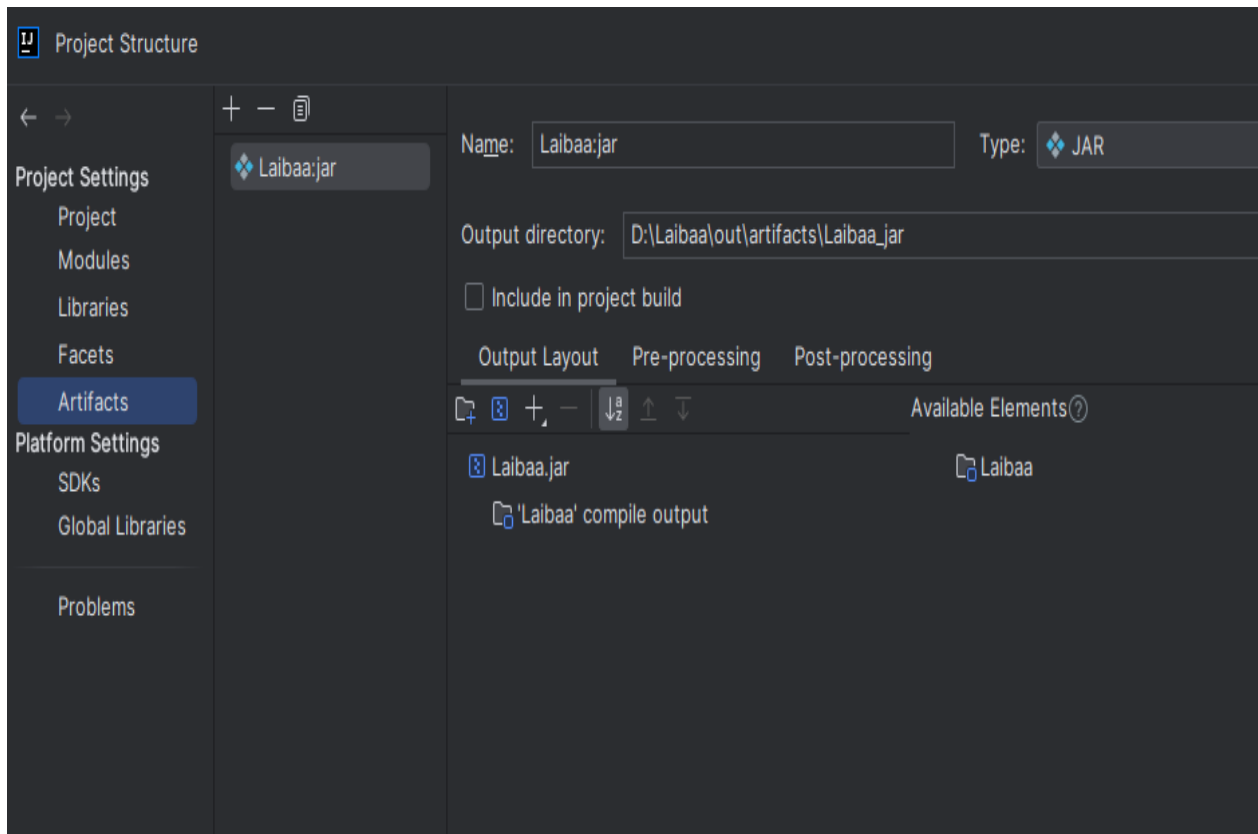 Project Structure
Project Settings
Project
Modules
Libraries
Facets
Artifacts
Platform Settings
SDKs
Global Libraries
Problems
Laibaa:jar
Name: Laibaa:jar Type: JAR
Output directory: D:\Laibaa\out\artifacts\Laibaa_jar
Include in project build
Output Layout Pre-processing Post-processing
Available Elements
Laibaa.jar
'Laibaa' compile output
Laibaa